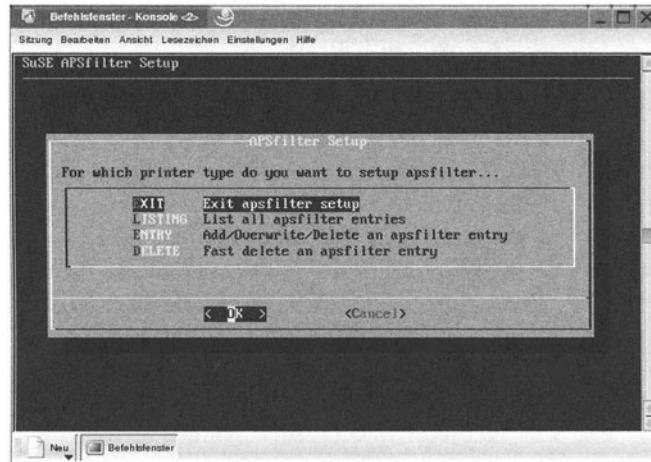 Befehlsfenster - Konsole <2>
Sitzung Bearbeiten Ansicht Lesezeichen Einstellungen Hilfe
SuSE APSfilter Setup
APSfilter Setup
For which printer type do you want to setup apsfilter...
EXIT Exit apsfilter setup
LISTING List all apsfilter entries
ENTRY Add/Overwrite/Delete an apsfilter entry
DELETE Fast delete an apsfilter entry
< OK > <Cancel>
Neu Befehlsfenster